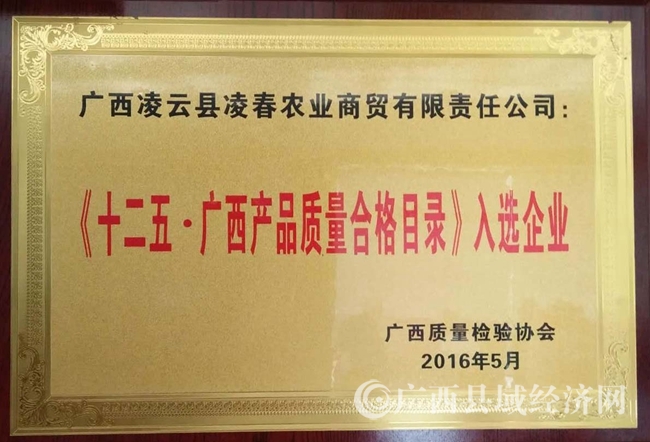 广西凌云县凌春农业商贸有限责任公司：
《十二五·广西产品质量合格目录》入选企业
广西质量检验协会
2016年5月
广西县域经济网